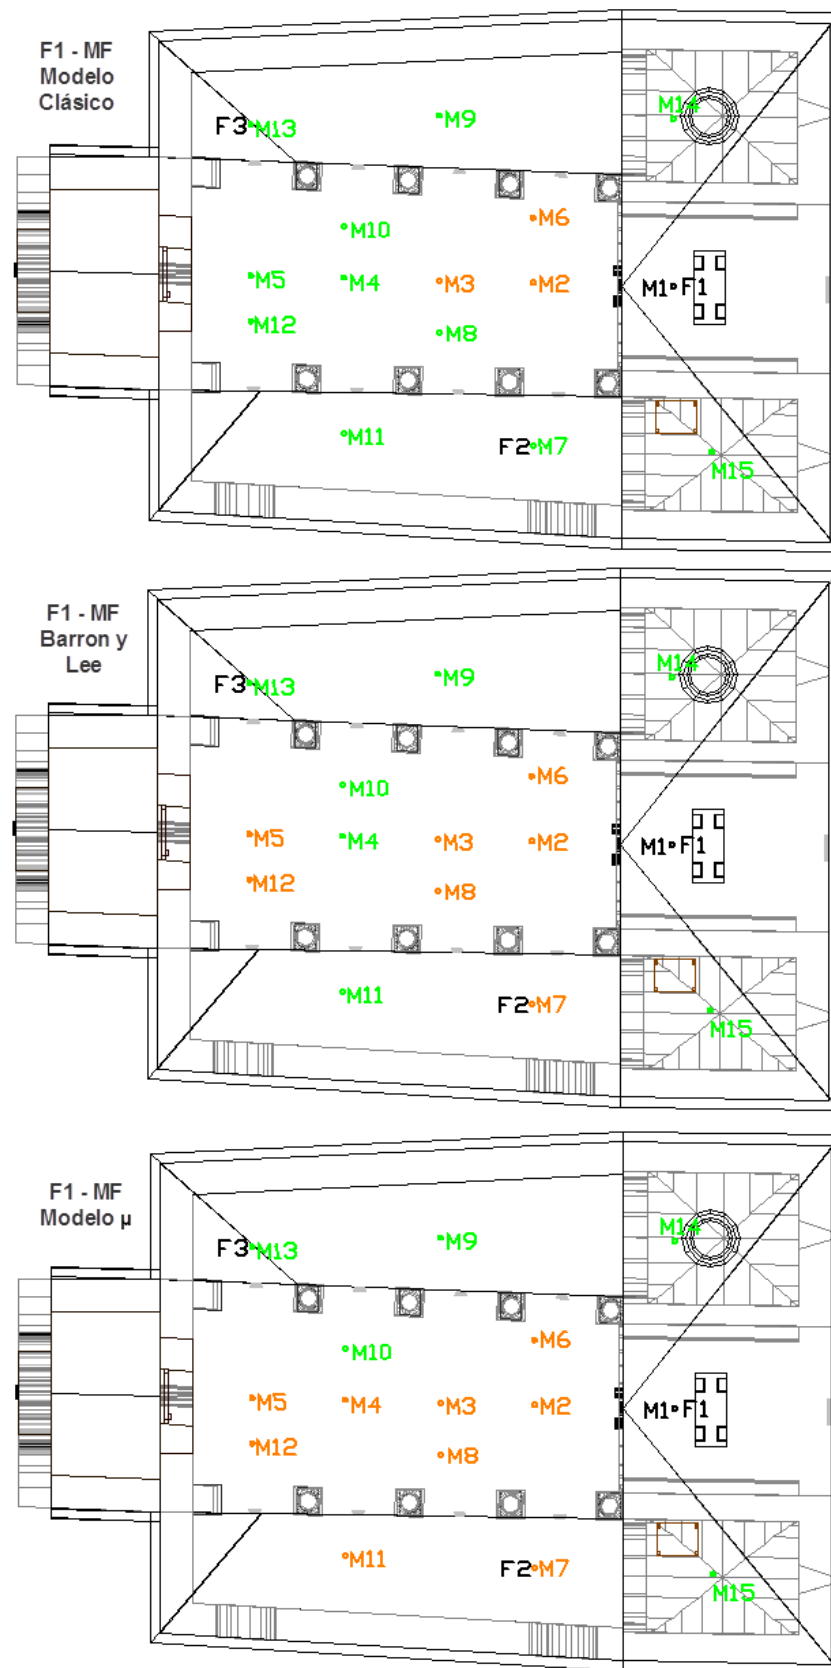 F1 - MF
Modelo
Clásico
F3 M13
M9
M14
M10
M6
M5
M4
M3
M2
M1 F1
M12
M8
M11
F2 M7
M15
F1 - MF
Barron y
Lee
F3 M13
M9
M14
M10
M6
M5
M4
M3
M2
M1 F1
M12
M8
M11
F2 M7
M15
F1 - MF
Modelo μ
F3 M13
M9
M14
M10
M6
M5
M4
M3
M2
M1 F1
M12
M8
M11
F2 M7
M15